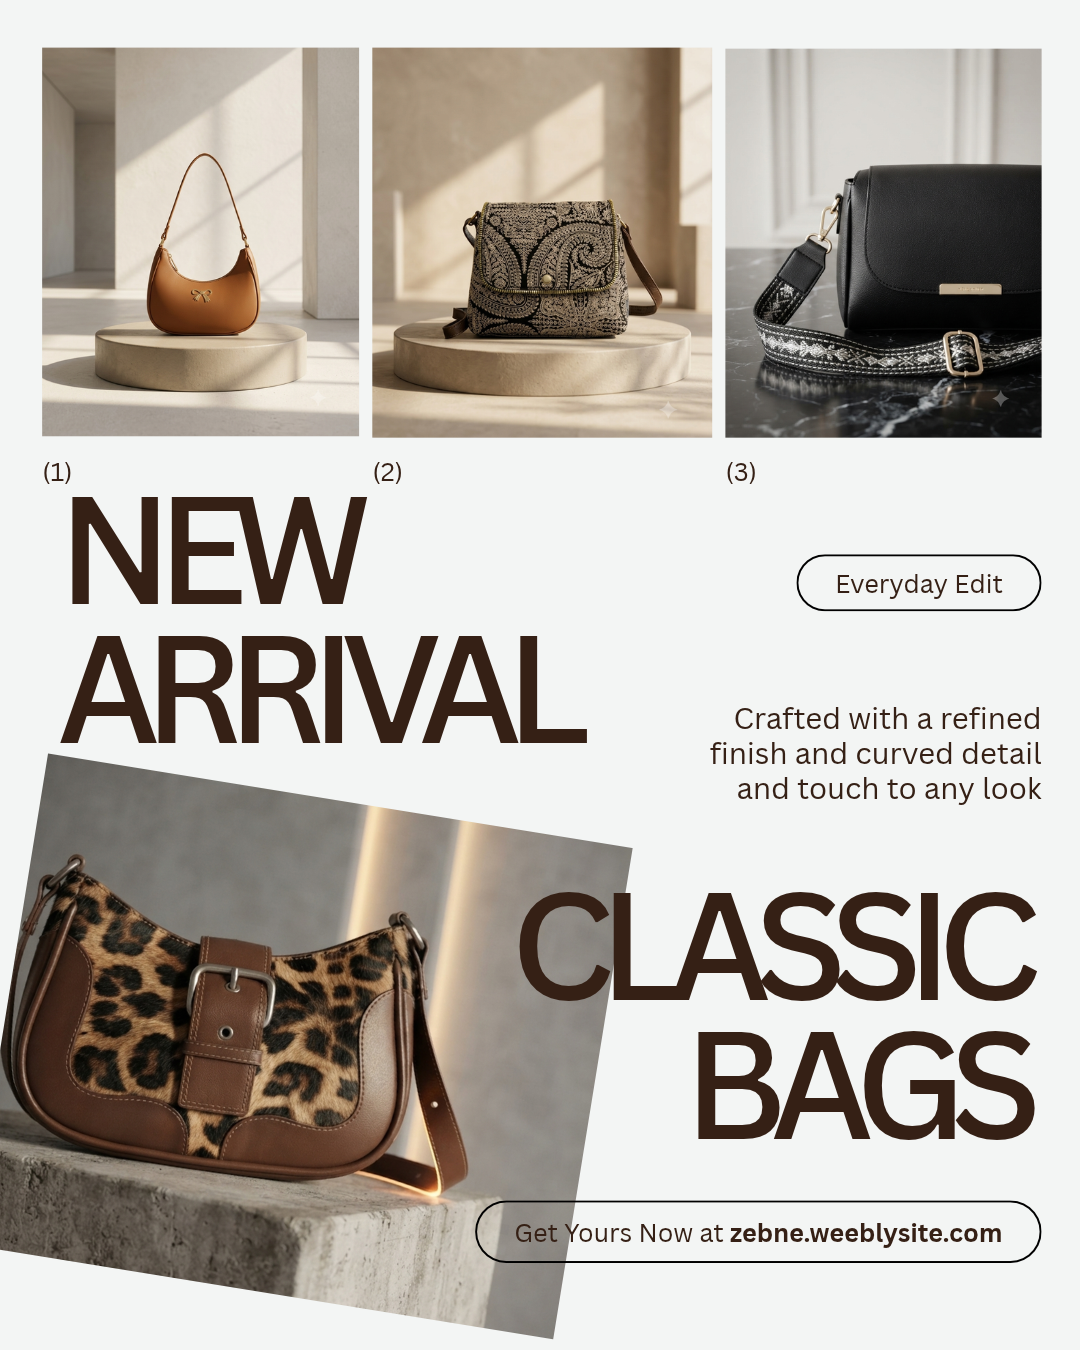 (1)
(2)
(3)
NEW
ARRIVAL
Everyday Edit
Crafted with a refined
finish and curved detail
and touch to any look
CLASSIC
BAGS
Get Yours Now at zebne.weeblysite.com